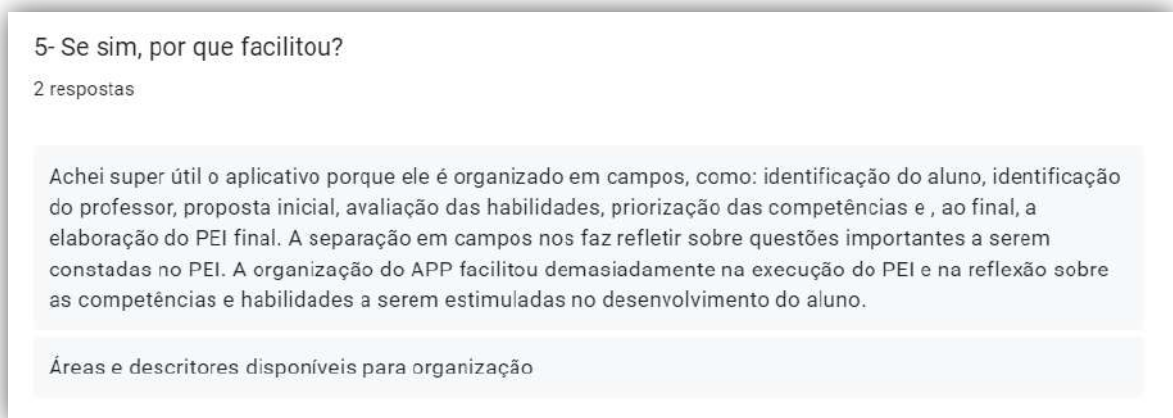 5- Se sim, por que facilitou?
2 respostas
Achei super útil o aplicativo porque ele é organizado em campos, como: identificação do aluno, identificação
do professor, proposta inicial, avaliação das habilidades, priorização das competências e , ao final, a
elaboração do PEI final. A separação em campos nos faz refletir sobre questões importantes a serem
constadas no PEI. A organização do APP facilitou demasiadamente na execução do PEI e na reflexão sobre
as competências e habilidades a serem estimuladas no desenvolvimento do aluno.
Áreas e descritores disponíveis para organização